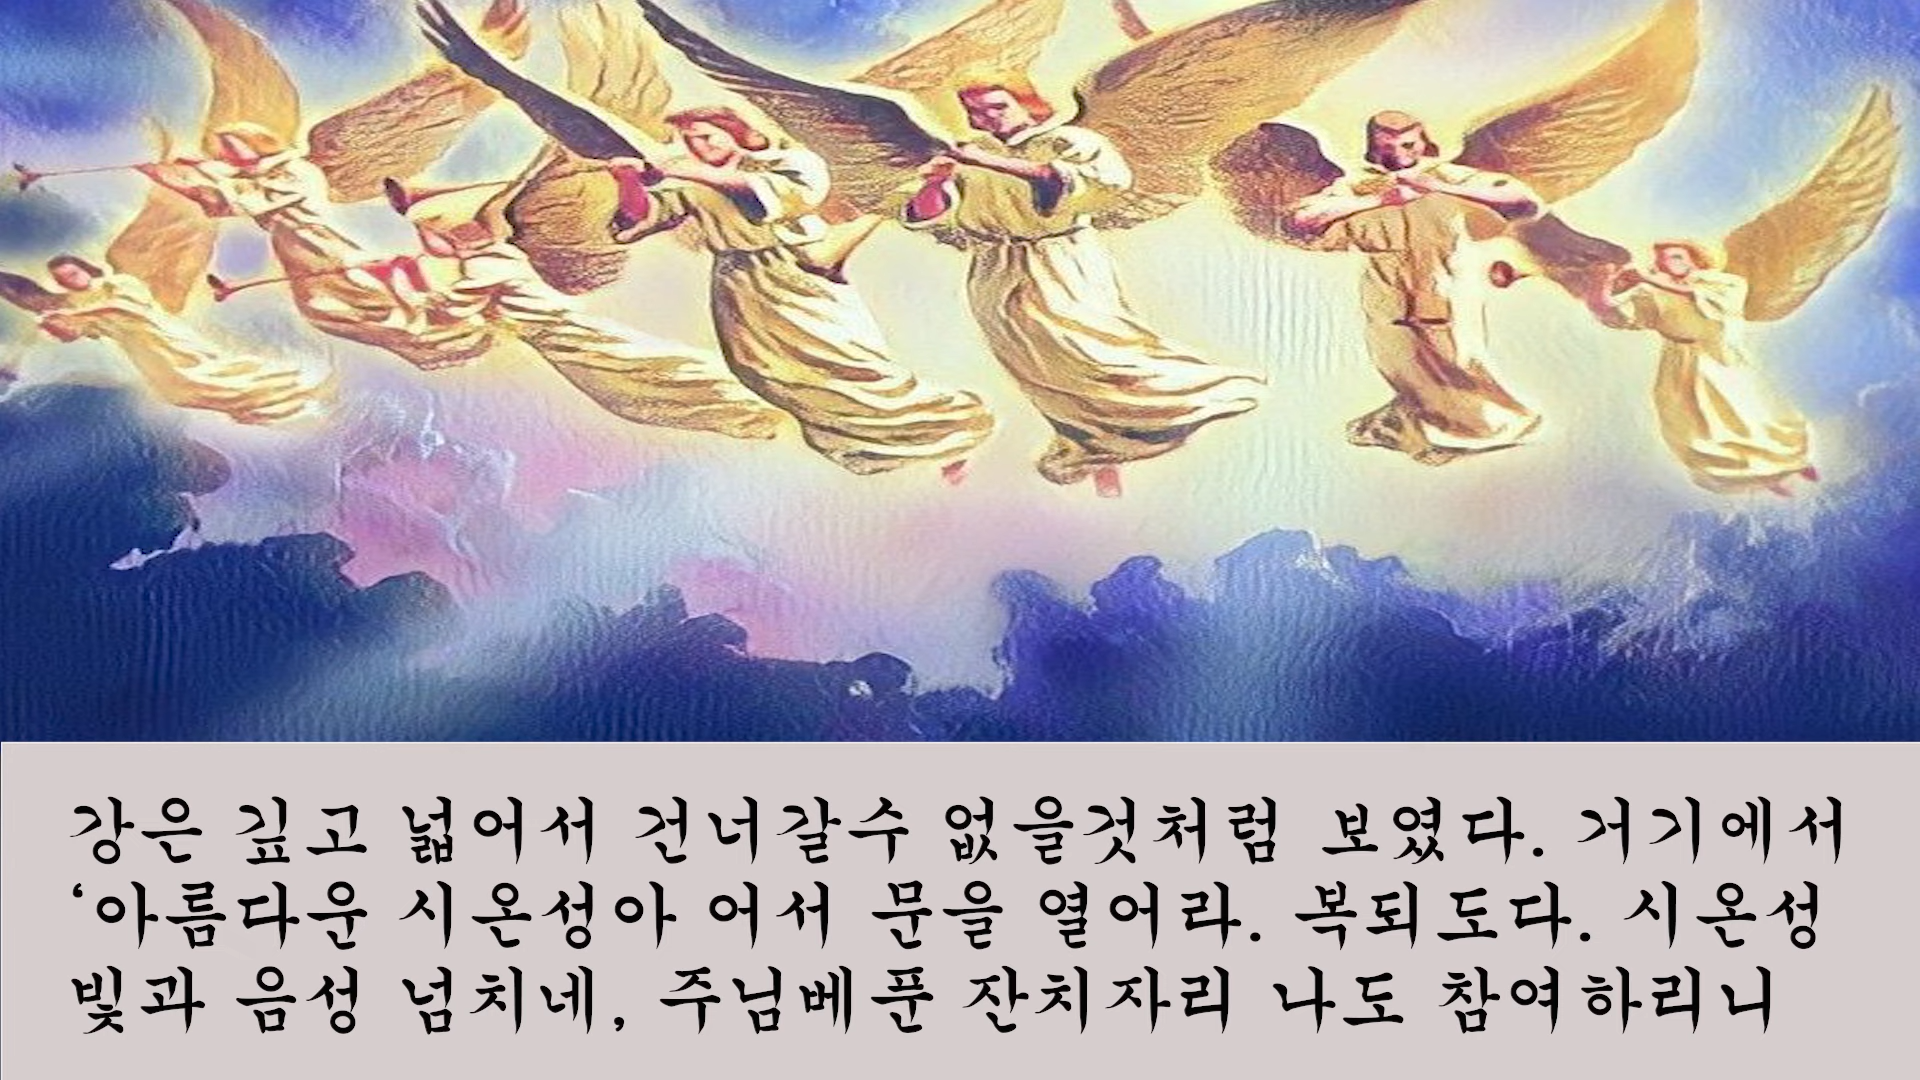 강은 깊고 넓어서 건너갈수 없을것처럼 보였다. 거기에서
‘아름다운 시온성아 어서 문을 열어라. 복되도다. 시온성
빛과 음성 넘치네, 주님베푼 잔치자리 나도 참여하리니